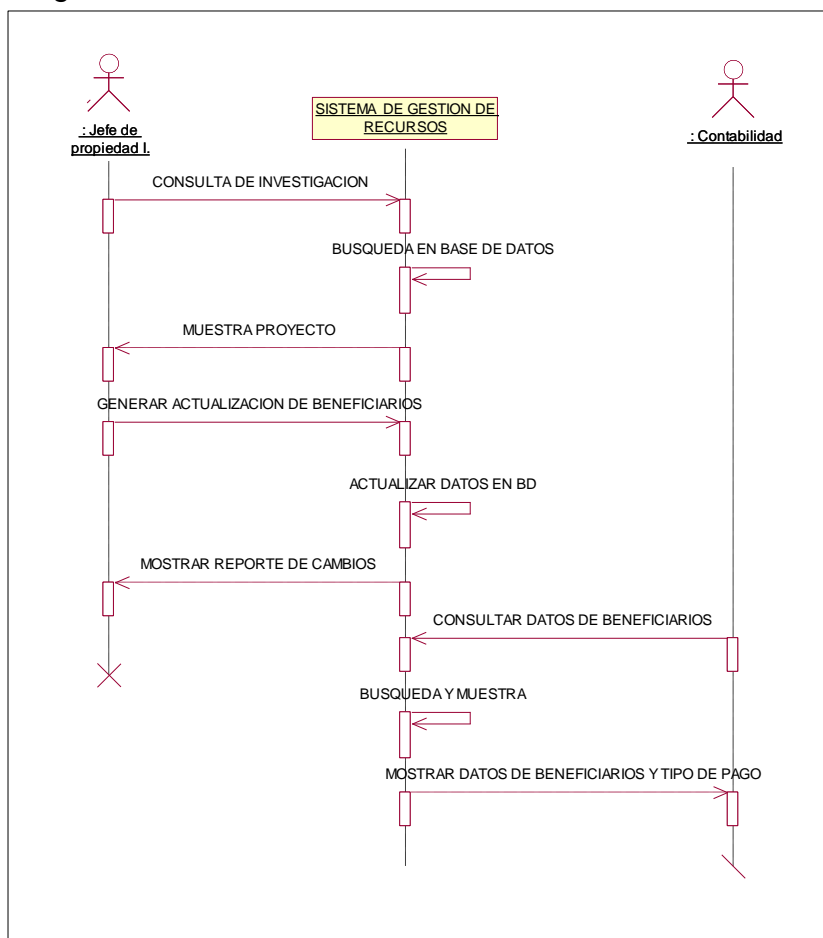 SISTEMA DE GESTION DE
RECURSOS
: Jefe de
propiedad I.
: Contabilidad
CONSULTA DE INVESTIGACION
BUSQUEDA EN BASE DE DATOS
MUESTRA PROYECTO
GENERAR ACTUALIZACION DE BENEFICIARIOS
ACTUALIZAR DATOS EN BD
MOSTRAR REPORTE DE CAMBIOS
CONSULTAR DATOS DE BENEFICIARIOS
BUSQUEDA Y MUESTRA
MOSTRAR DATOS DE BENEFICIARIOS Y TIPO DE PAGO